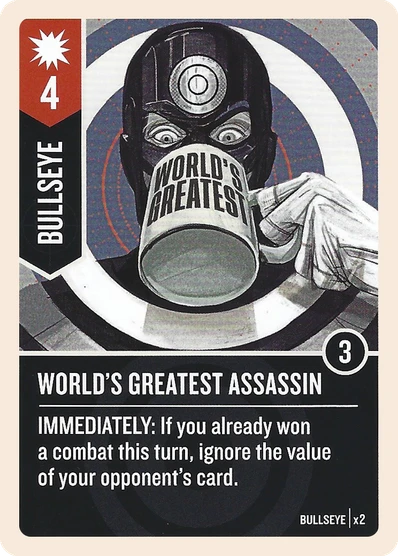 4
BULLSEYE
WORLD'S
GREATEST
3
WORLD'S GREATEST ASSASSIN
IMMEDIATELY: If you already won
a combat this turn, ignore the value
of your opponent's card.
BULLSEYE | x2